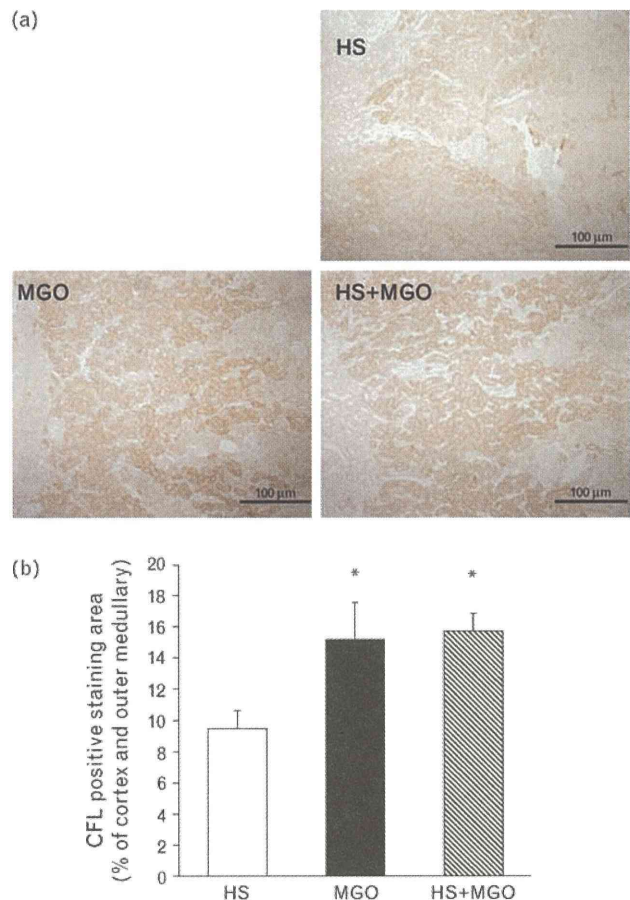 (a)
HS
100 µm
MGO
100 µm
HS+MGO
100 µm
(b)
CFL positive staining area
(% of cortex and outer medullary)
20
18
16
14
12
10
8
6
4
2
0
*
*
HS
MGO
HS+MGO